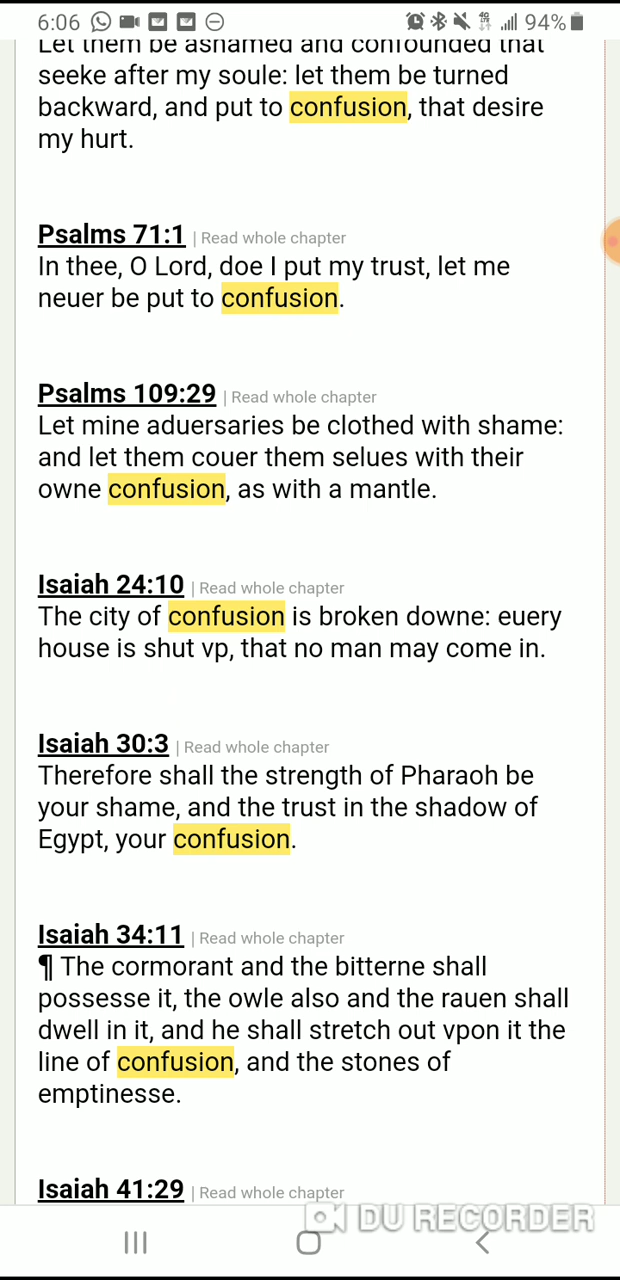 6:06 94%
Let them be ashamed and confounded that
seeke after my soule: let them be turned
backward, and put to confusion, that desire
my hurt.
Psalms 71:1 | Read whole chapter
In thee, O Lord, doe I put my trust, let me
neuer be put to confusion.
Psalms 109:29 | Read whole chapter
Let mine aduersaries be clothed with shame:
and let them couer them selues with their
owne confusion, as with a mantle.
Isaiah 24:10 | Read whole chapter
The city of confusion is broken downe: euery
house is shut vp, that no man may come in.
Isaiah 30:3 | Read whole chapter
Therefore shall the strength of Pharaoh be
your shame, and the trust in the shadow of
Egypt, your confusion.
Isaiah 34:11 | Read whole chapter
¶ The cormorant and the bitterne shall
possesse it, the owle also and the rauen shall
dwell in it, and he shall stretch out vpon it the
line of confusion, and the stones of
emptinesse.
Isaiah 41:29 | Read whole chapter
DU RECORDER